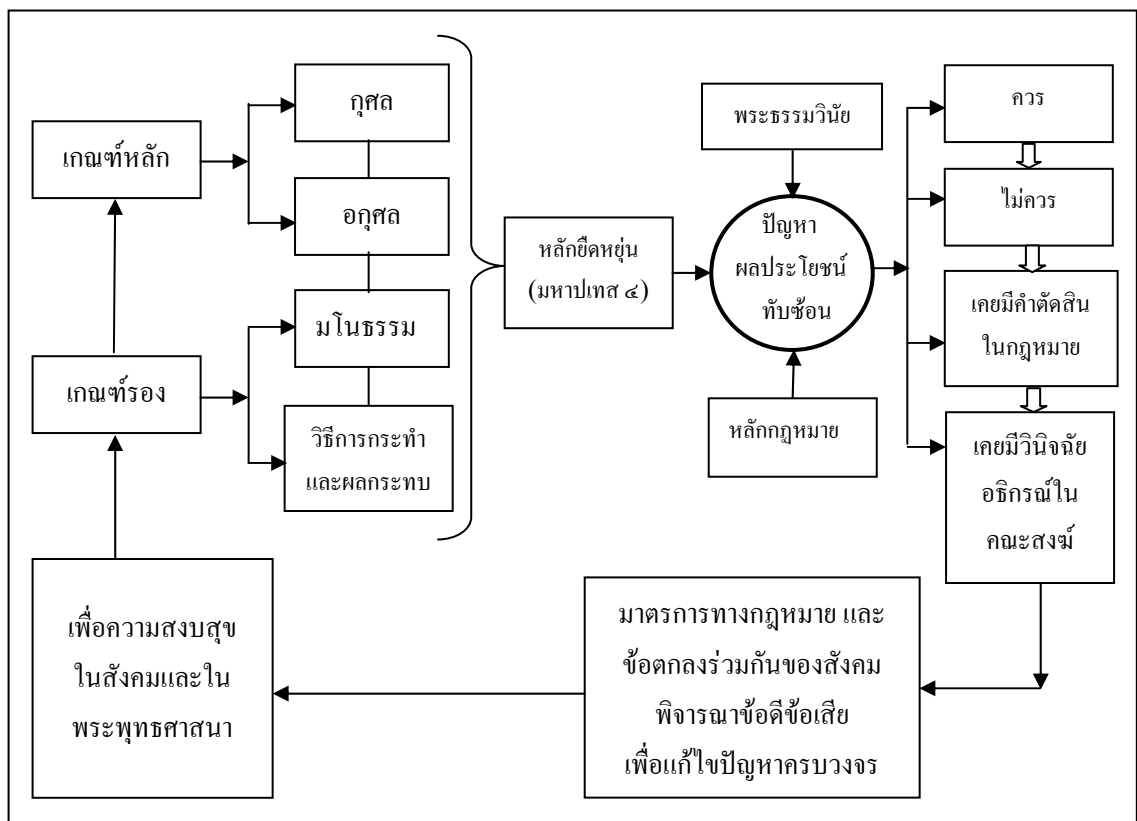 เกณฑ์หลัก
กุศล
อกุศล
เกณฑ์รอง
มโนธรรม
วิธีการกระทำ
และผลกระทบ
หลักยืดหยุ่น
(มหาปเทส ๔)
พระธรรมวินัย
ปัญหา
ผลประโยชน์
ทับซ้อน
หลักกฏหมาย
ควร
ไม่ควร
เคยมีคำตัดสิน
ในกฎหมาย
เคยมีวินิจฉัย
อธิกรณ์ใน
คณะสงฆ์
มาตรการทางกฎหมาย และ
ข้อตกลงร่วมกันของสังคม
พิจารณาข้อดีข้อเสีย
เพื่อแก้ไขปัญหาครบวงจร
เพื่อความสงบสุข
ในสังคมและใน
พระพุทธศาสนา